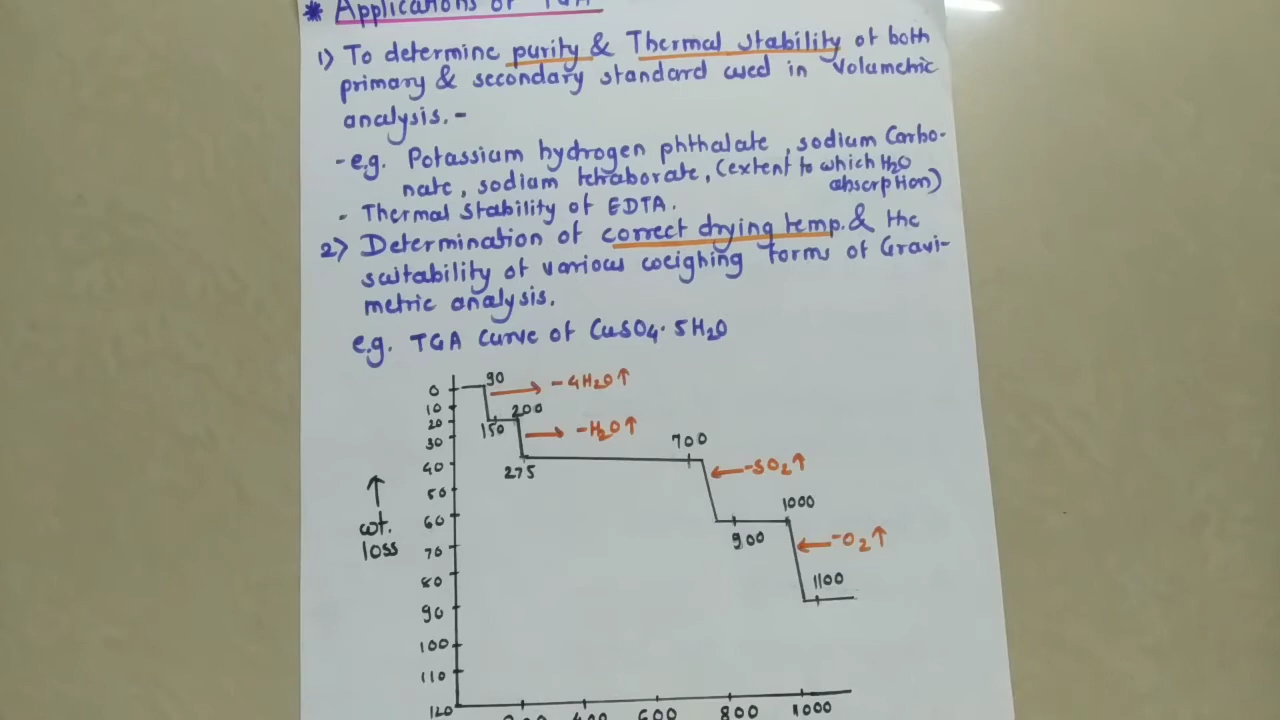 * Applications of TGA
1) To determine purity & Thermal stability of both
primary & secondary standard used in Volumetric
analysis. -
- e.g. Potassium hydrogen phthalate, sodium Carbo-
nate, sodium tetraborate, (extent to which H₂O
absorption)
- Thermal Stability of EDTA.
2) Determination of correct drying temp. & the
suitability of various weighing forms of Gravi-
metric analysis.
e.g. TGA Curve of CuSO4. 5H₂O
0 90 → -4H₂O↑
10 200
20 150 → -H₂O↑
30 700
40 275 ← -SO₂↑
50 1000
60 900
↑ wt. loss
70 ← -O₂↑
80 1100
90
100
110
120
200 400 600 800 1000